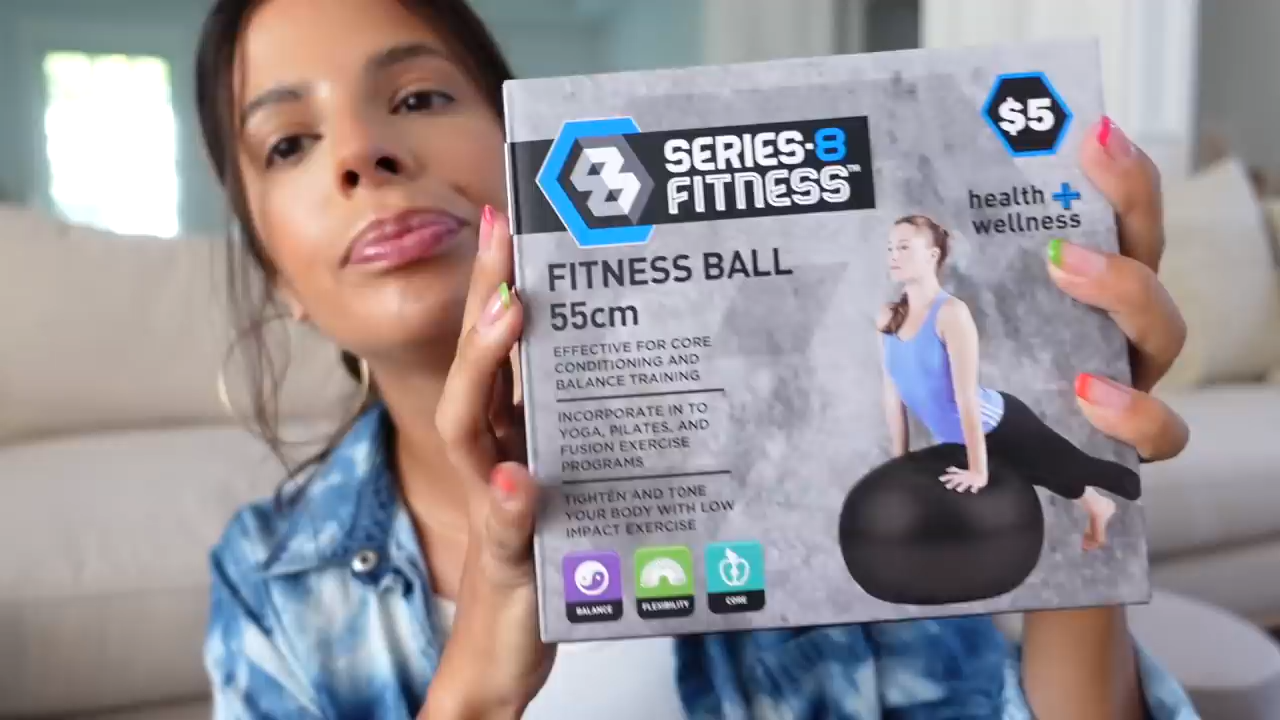 SERIES-8
FITNESS™
$5
health +
wellness
FITNESS BALL
55cm
EFFECTIVE FOR CORE
CONDITIONING AND
BALANCE TRAINING
INCORPORATE IN TO
YOGA, PILATES, AND
FUSION EXERCISE
PROGRAMS
TIGHTEN AND TONE
YOUR BODY WITH LOW
IMPACT EXERCISE
BALANCE
FLEXIBILITY
CORE